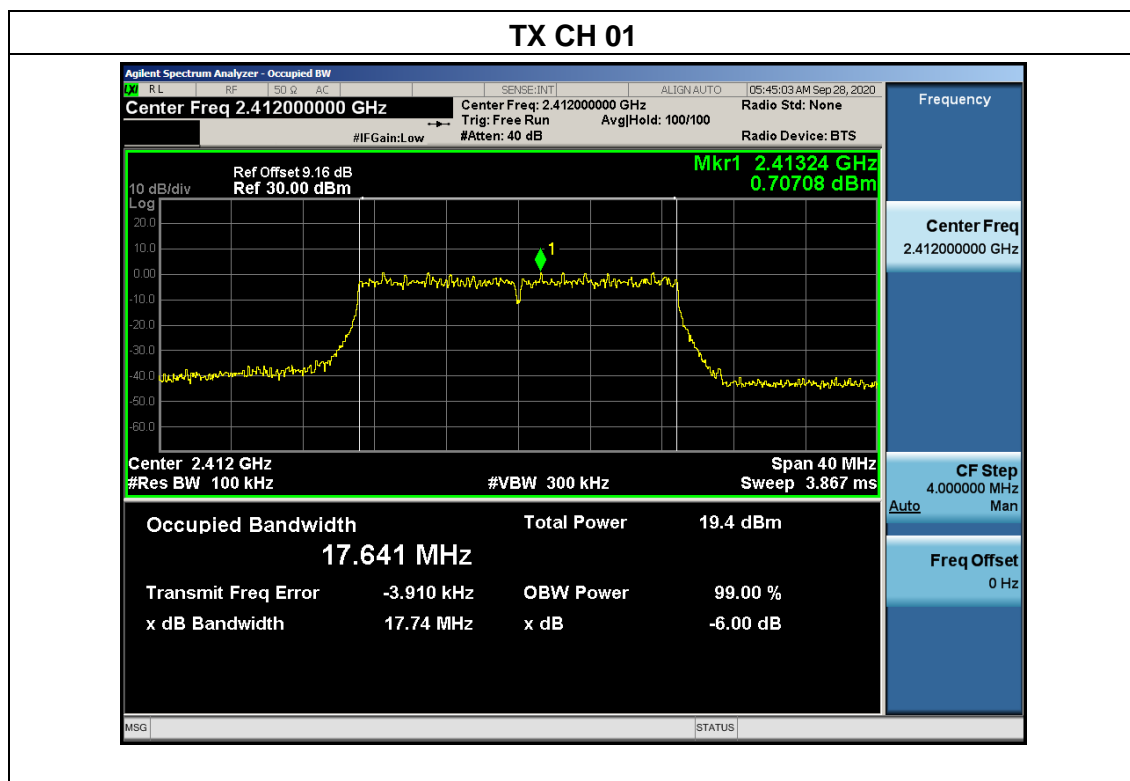 TX CH 01
Agilent Spectrum Analyzer - Occupied BW
LXI RL RF 50 Ω AC SENSE:INT ALIGN AUTO 05:45:03 AM Sep 28, 2020
Center Freq 2.412000000 GHz
Center Freq: 2.412000000 GHz
Radio Std: None
Trig: Free Run
Avg|Hold: 100/100
#IFGain:Low
#Atten: 40 dB
Radio Device: BTS
Mkr1 2.41324 GHz
0.70708 dBm
Ref Offset 9.16 dB
10 dB/div
Ref 30.00 dBm
Log
20.0
10.0
0.00
-10.0
-20.0
-30.0
-40.0
-50.0
-60.0
1
Center 2.412 GHz
Span 40 MHz
#Res BW 100 kHz
#VBW 300 kHz
Sweep 3.867 ms
Occupied Bandwidth
Total Power 19.4 dBm
17.641 MHz
Transmit Freq Error -3.910 kHz
OBW Power 99.00 %
x dB Bandwidth 17.74 MHz
x dB -6.00 dB
MSG
STATUS
Frequency
Center Freq
2.412000000 GHz
CF Step
4.000000 MHz
Auto Man
Freq Offset
0 Hz